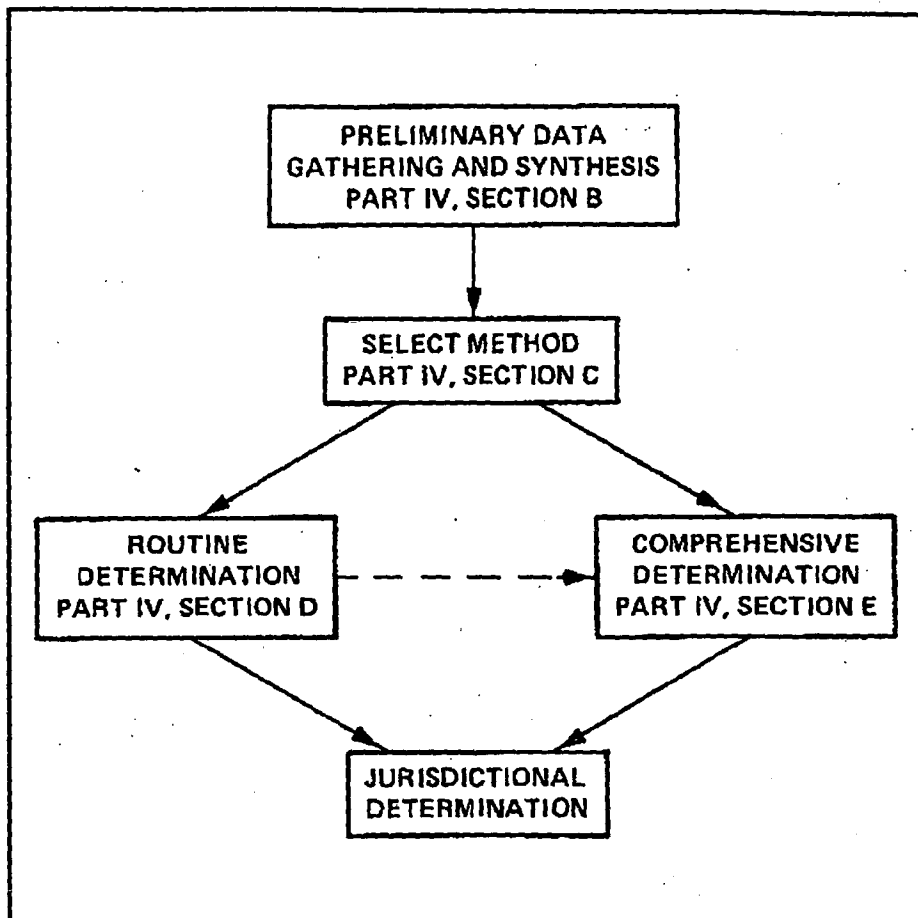 PRELIMINARY DATA
GATHERING AND SYNTHESIS
PART IV, SECTION B
SELECT METHOD
PART IV, SECTION C
ROUTINE
DETERMINATION
PART IV, SECTION D
COMPREHENSIVE
DETERMINATION
PART IV, SECTION E
JURISDICTIONAL
DETERMINATION